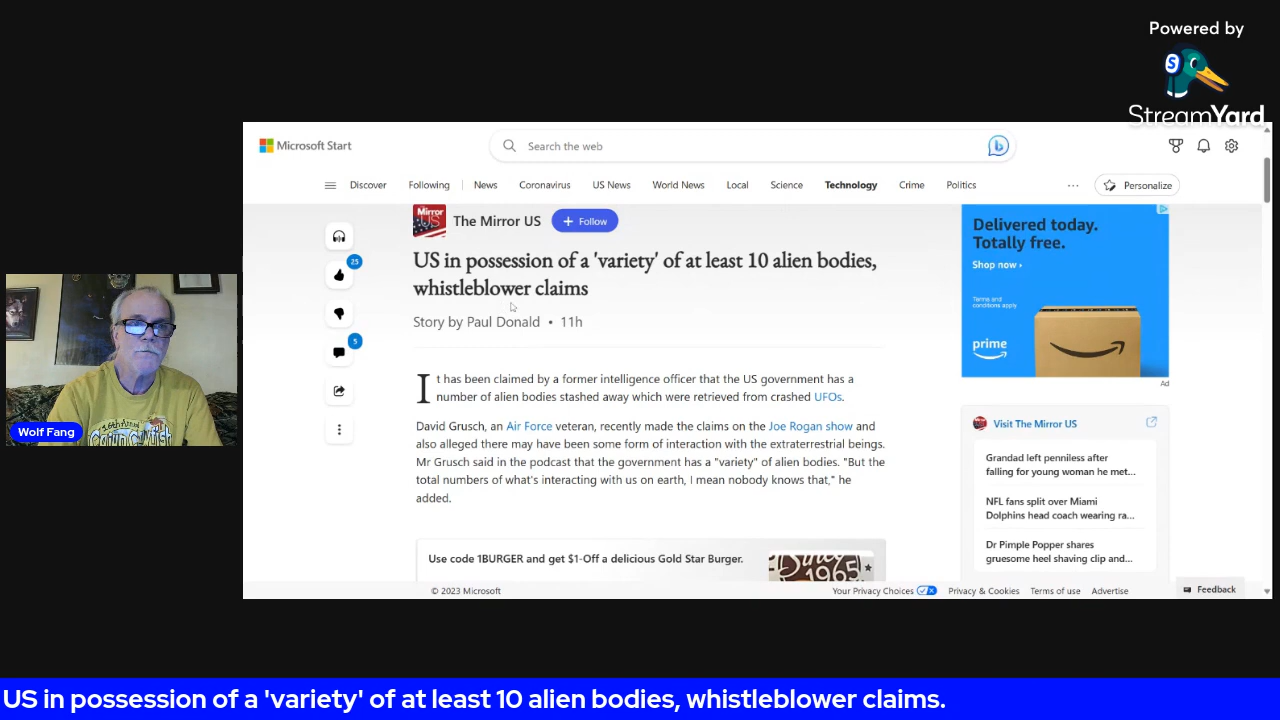 Powered by
StreamYard
Microsoft Start
Search the web
Discover Following News Coronavirus US News World News Local Science Technology Crime Politics ... Personalize
Mirror US
The Mirror US + Follow
25
5
US in possession of a 'variety' of at least 10 alien bodies,
whistleblower claims
Story by Paul Donald • 11h
It has been claimed by a former intelligence officer that the US government has a
number of alien bodies stashed away which were retrieved from crashed UFOs.
David Grusch, an Air Force veteran, recently made the claims on the Joe Rogan show and
also alleged there may have been some form of interaction with the extraterrestrial beings.
Mr Grusch said in the podcast that the government has a "variety" of alien bodies. "But the
total numbers of what's interacting with us on earth, I mean nobody knows that," he
added.
Use code 1BURGER and get $1-Off a delicious Gold Star Burger.
Since
1965
Delivered today.
Totally free.
Shop now ›
Terms and
conditions apply
prime
Ad
Visit The Mirror US
Grandad left penniless after
falling for young woman he met...
NFL fans split over Miami
Dolphins head coach wearing ra...
Dr Pimple Popper shares
gruesome heel shaving clip and...
© 2023 Microsoft
Your Privacy Choices Privacy & Cookies Terms of use Advertise Feedback
Wolf Fang
US in possession of a 'variety' of at least 10 alien bodies, whistleblower claims.